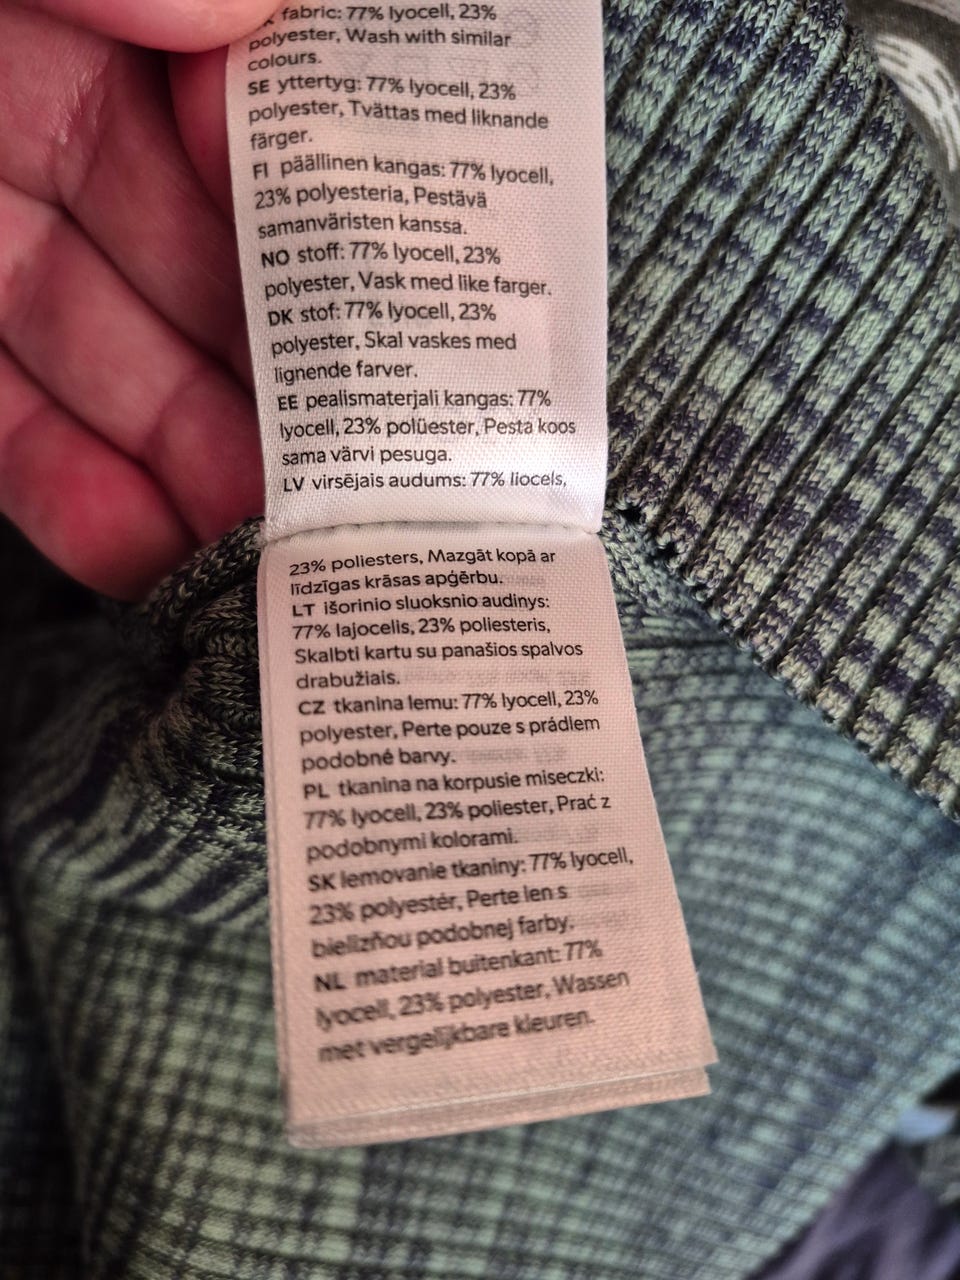 fabric: 77% lyocell, 23%
polyester, Wash with similar
colours.
SE yttertyg: 77% lyocell, 23%
polyester, Tvättas med liknande
färger.
FI päällinen kangas: 77% lyocell,
23% polyesteria, Pestävä
samanväristen kanssa.
NO stoff: 77% lyocell, 23%
polyester, Vask med like farger.
DK stof: 77% lyocell, 23%
polyester, Skal vaskes med
lignende farver.
EE pealismaterjali kangas: 77%
lyocell, 23% polüester, Pesta koos
sama värvi pesuga.
LV virsējais audums: 77% liocels,
23% poliesters, Mazgāt kopā ar
līdzīgas krāsas apģērbu.
LT išorinio sluoksnio audinys:
77% lajocelis, 23% poliesteris,
Skalbti kartu su panašios spalvos
drabužiais.
CZ tkanina lemu: 77% lyocell, 23%
polyester, Perte pouze s prádlem
podobné barvy.
PL tkanina na korpusie miseczki:
77% lyocell, 23% poliester, Prać z
podobnymi kolorami.
SK lemovanie tkaniny: 77% lyocell,
23% polyestér, Perte len s
bielizňou podobnej farby.
NL material buitenkant: 77%
lyocell, 23% polyester, Wassen
met vergelijkbare kleuren.